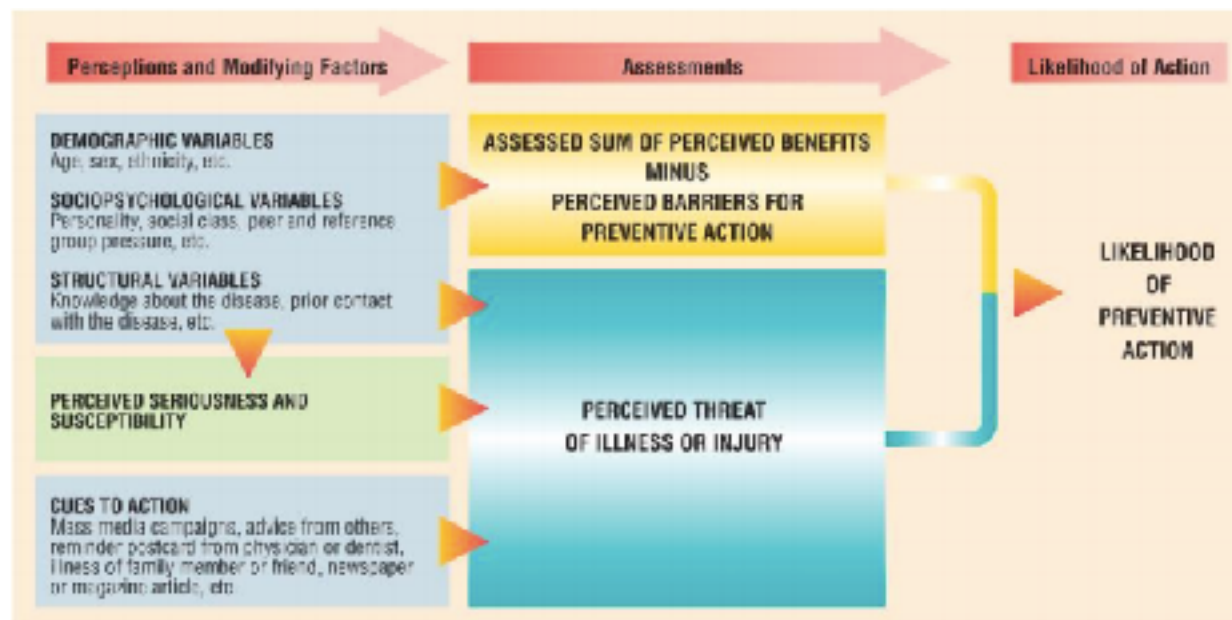 Perceptions and Modifying Factors
Assessments
Likelihood of Action
DEMOGRAPHIC VARIABLES
Age, sex, ethnicity, etc.
SOCIOPSYCHOLOGICAL VARIABLES
Personality, social class, peer and reference
group pressure, etc.
STRUCTURAL VARIABLES
Knowledge about the disease, prior contact
with the disease, etc.
PERCEIVED SERIOUSNESS AND
SUSCEPTIBILITY
CUES TO ACTION
Mass media campaigns, advice from others,
reminder postcard from physician or dentist,
illness of family member or friend, newspaper
or magazine article, etc
ASSESSED SUM OF PERCEIVED BENEFITS
MINUS
PERCEIVED BARRIERS FOR
PREVENTIVE ACTION
PERCEIVED THREAT
OF ILLNESS OR INJURY
LIKELIHOOD
OF
PREVENTIVE
ACTION